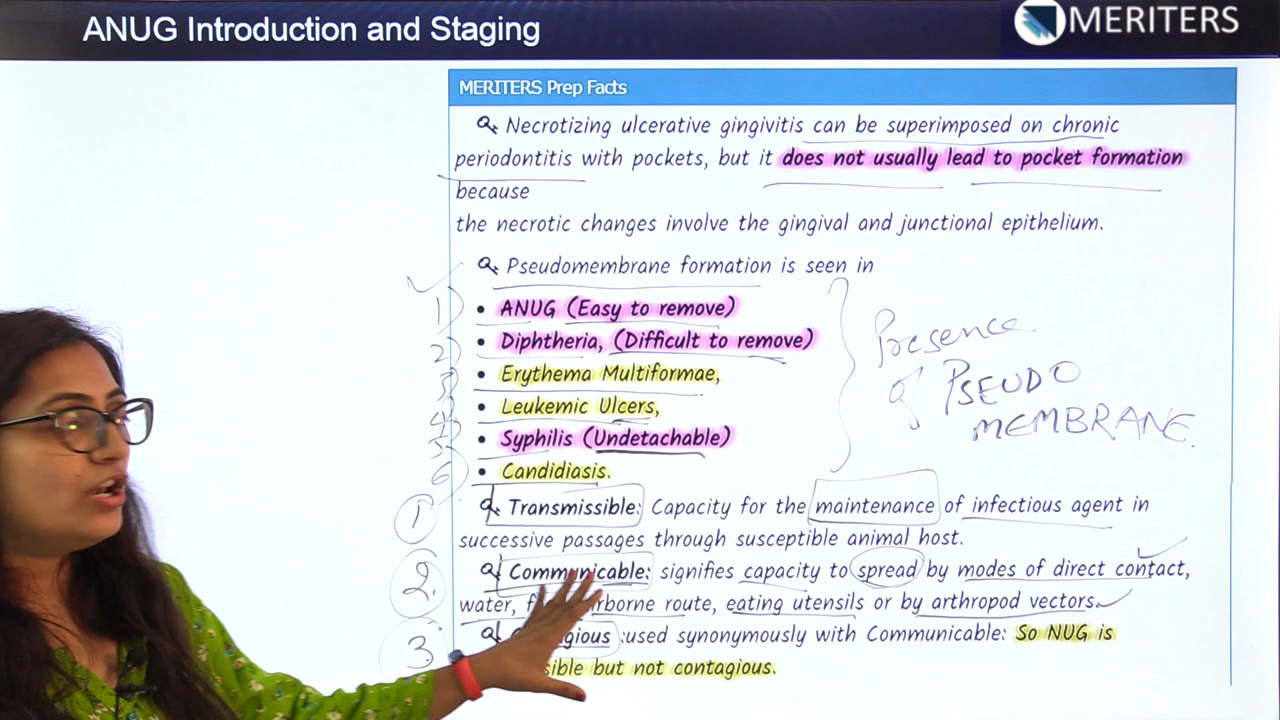 ANUG Introduction and Staging
MERITERS
MERITERS Prep Facts
Necrotizing ulcerative gingivitis can be superimposed on chronic
periodontitis with pockets, but it does not usually lead to pocket formation
because
the necrotic changes involve the gingival and junctional epithelium.
Pseudomembrane formation is seen in
1) • ANUG (Easy to remove)
2) • Diphtheria, (Difficult to remove)
• Erythema Multiformae,
• Leukemic Ulcers,
• Syphilis (Undetachable)
6) • Candidiasis.
Presence
of PSEUDO
MEMBRANE.
1 Transmissible: Capacity for the maintenance of infectious agent in
successive passages through susceptible animal host.
2. Communicable: signifies capacity to spread by modes of direct contact,
water, route, eating utensils or by arthropod vectors.
3 :used synonymously with Communicable: So NUG is
but not contagious.